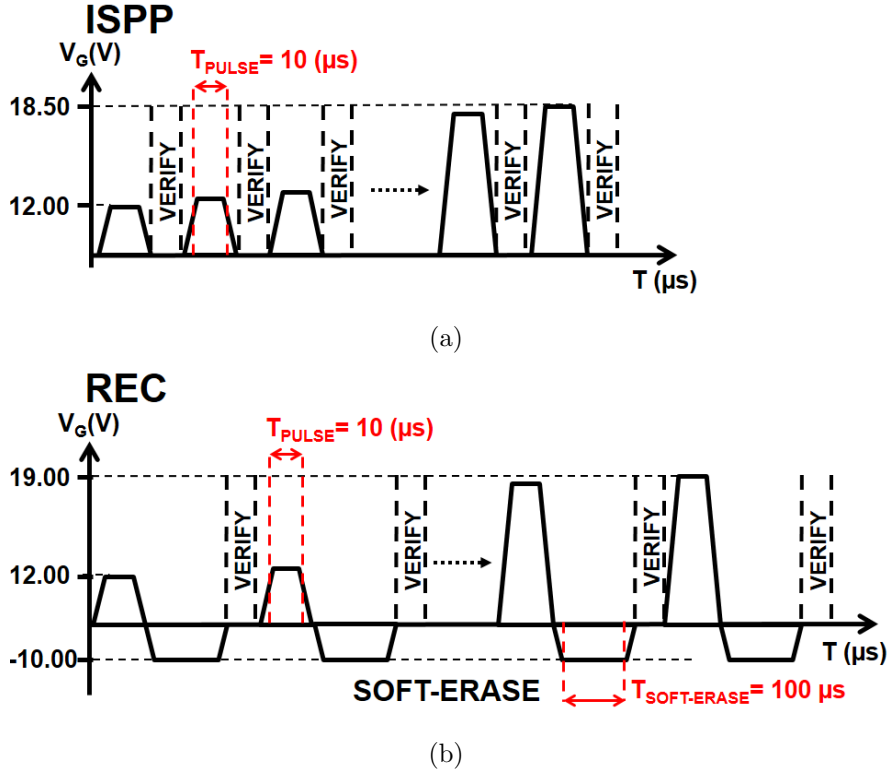 ISPP
V_G(V)
T_PULSE= 10 (µs)
18.50
VERIFY
VERIFY
VERIFY
VERIFY
VERIFY
12.00
T (µs)
(a)
REC
V_G(V)
T_PULSE= 10 (µs)
19.00
VERIFY
VERIFY
VERIFY
VERIFY
12.00
-10.00
T (µs)
SOFT-ERASE
T_SOFT-ERASE= 100 µs
(b)